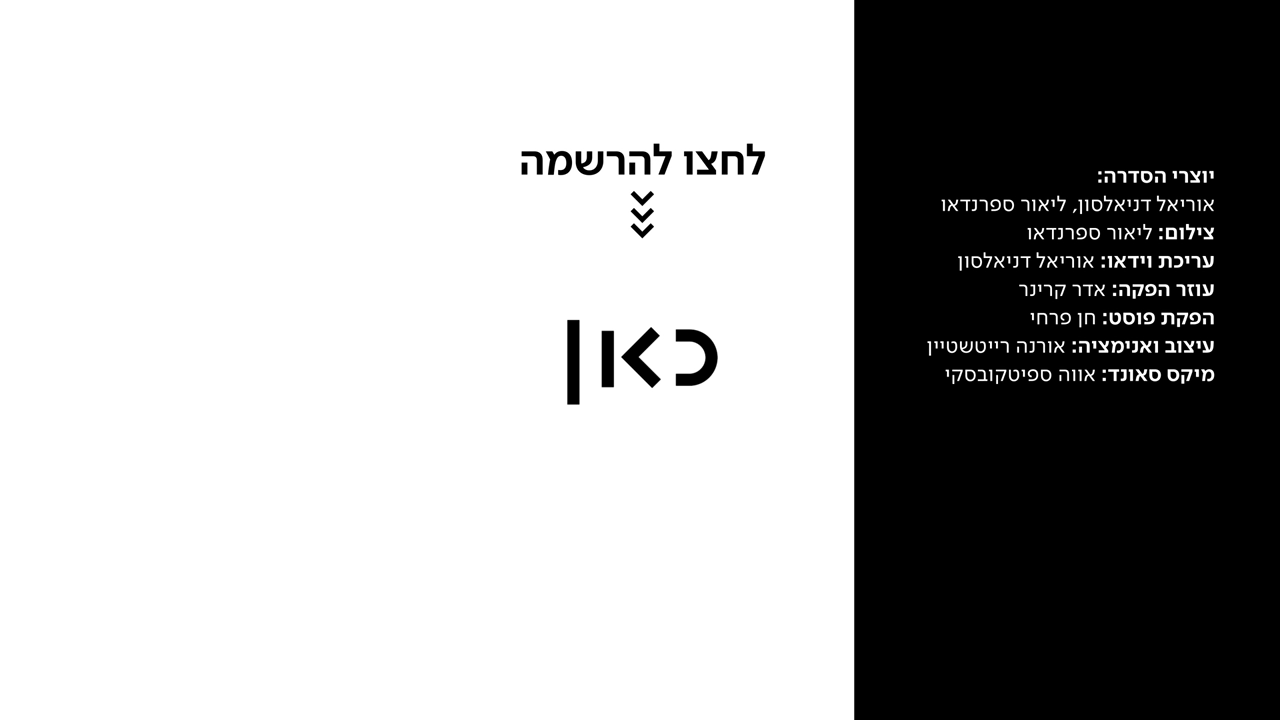 לחצו להרשמה
כאן
יוצרי הסדרה:
אוריאל דניאלסון, ליאור ספרנדאו
צילום: ליאור ספרנדאו
עריכת וידאו: אוריאל דניאלסון
עוזר הפקה: אדר קרינר
הפקת פוסט: חן פרחי
עיצוב ואנימציה: אורנה רייטשטיין
מיקס סאונד: אווה ספיטקובסקי